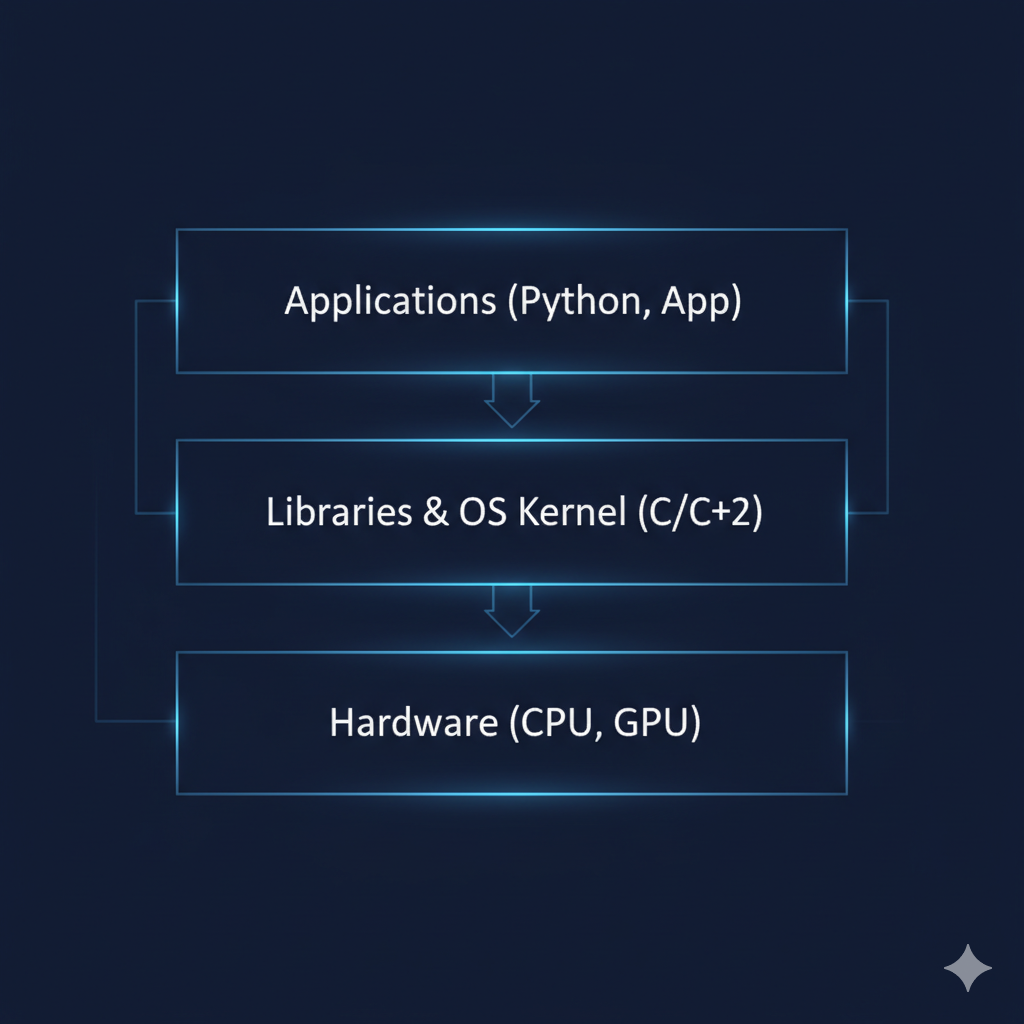 Applications (Python, App)
Libraries & OS Kernel (C/C+2)
Hardware (CPU, GPU)